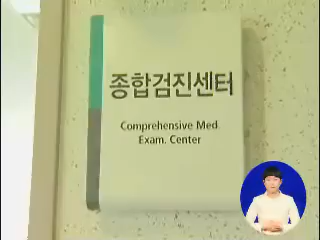 종합검진센터
Comprehensive Med.
Exam. Center